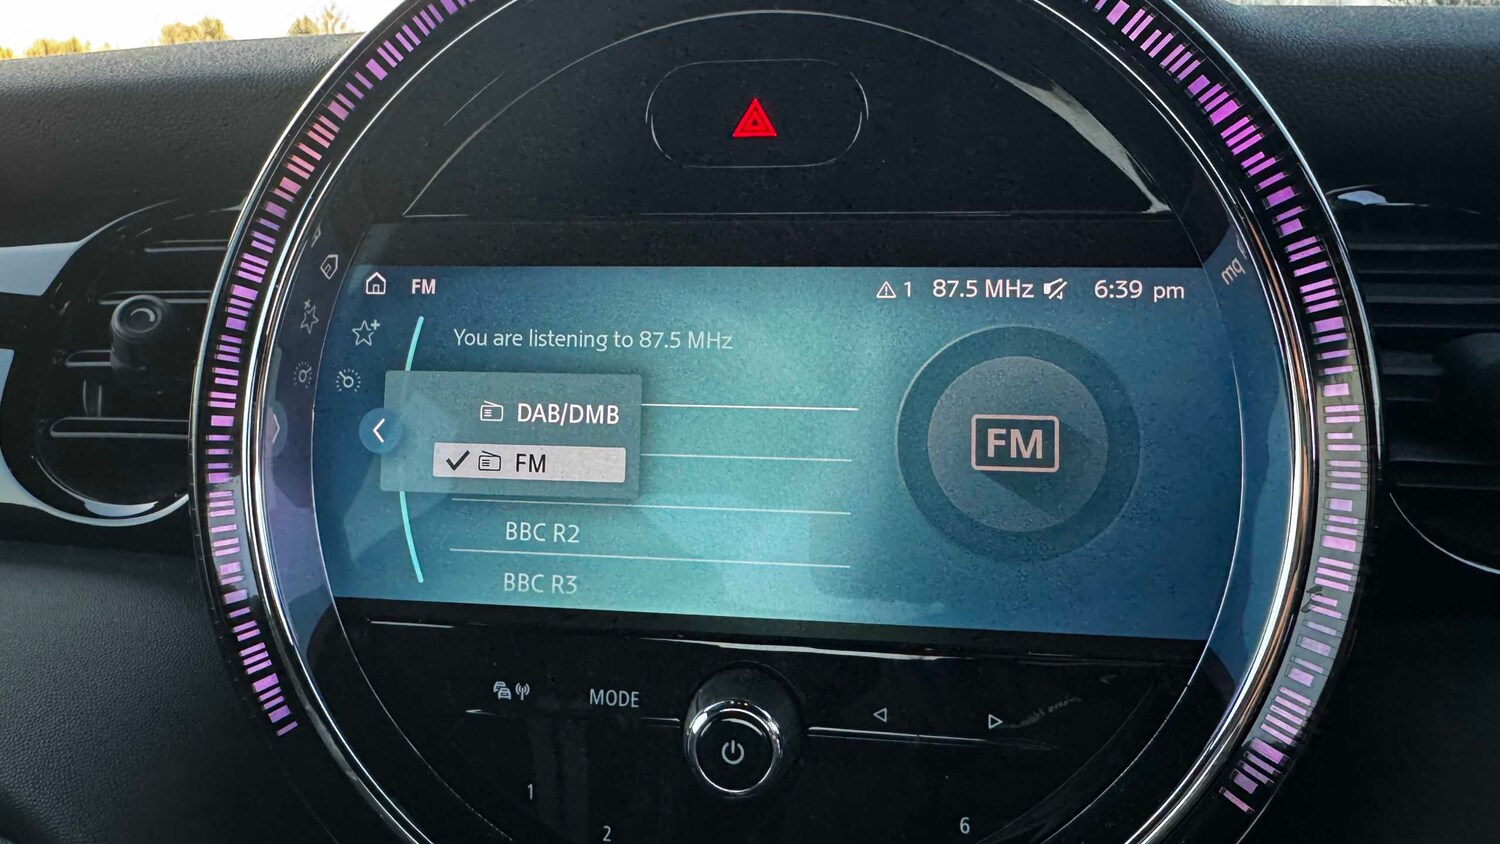 FM
1 87.5 MHz 6:39 pm
pm
You are listening to 87.5 MHz
DAB/DMB
FM
FM
BBC R2
BBC R3
MODE
1
2
6